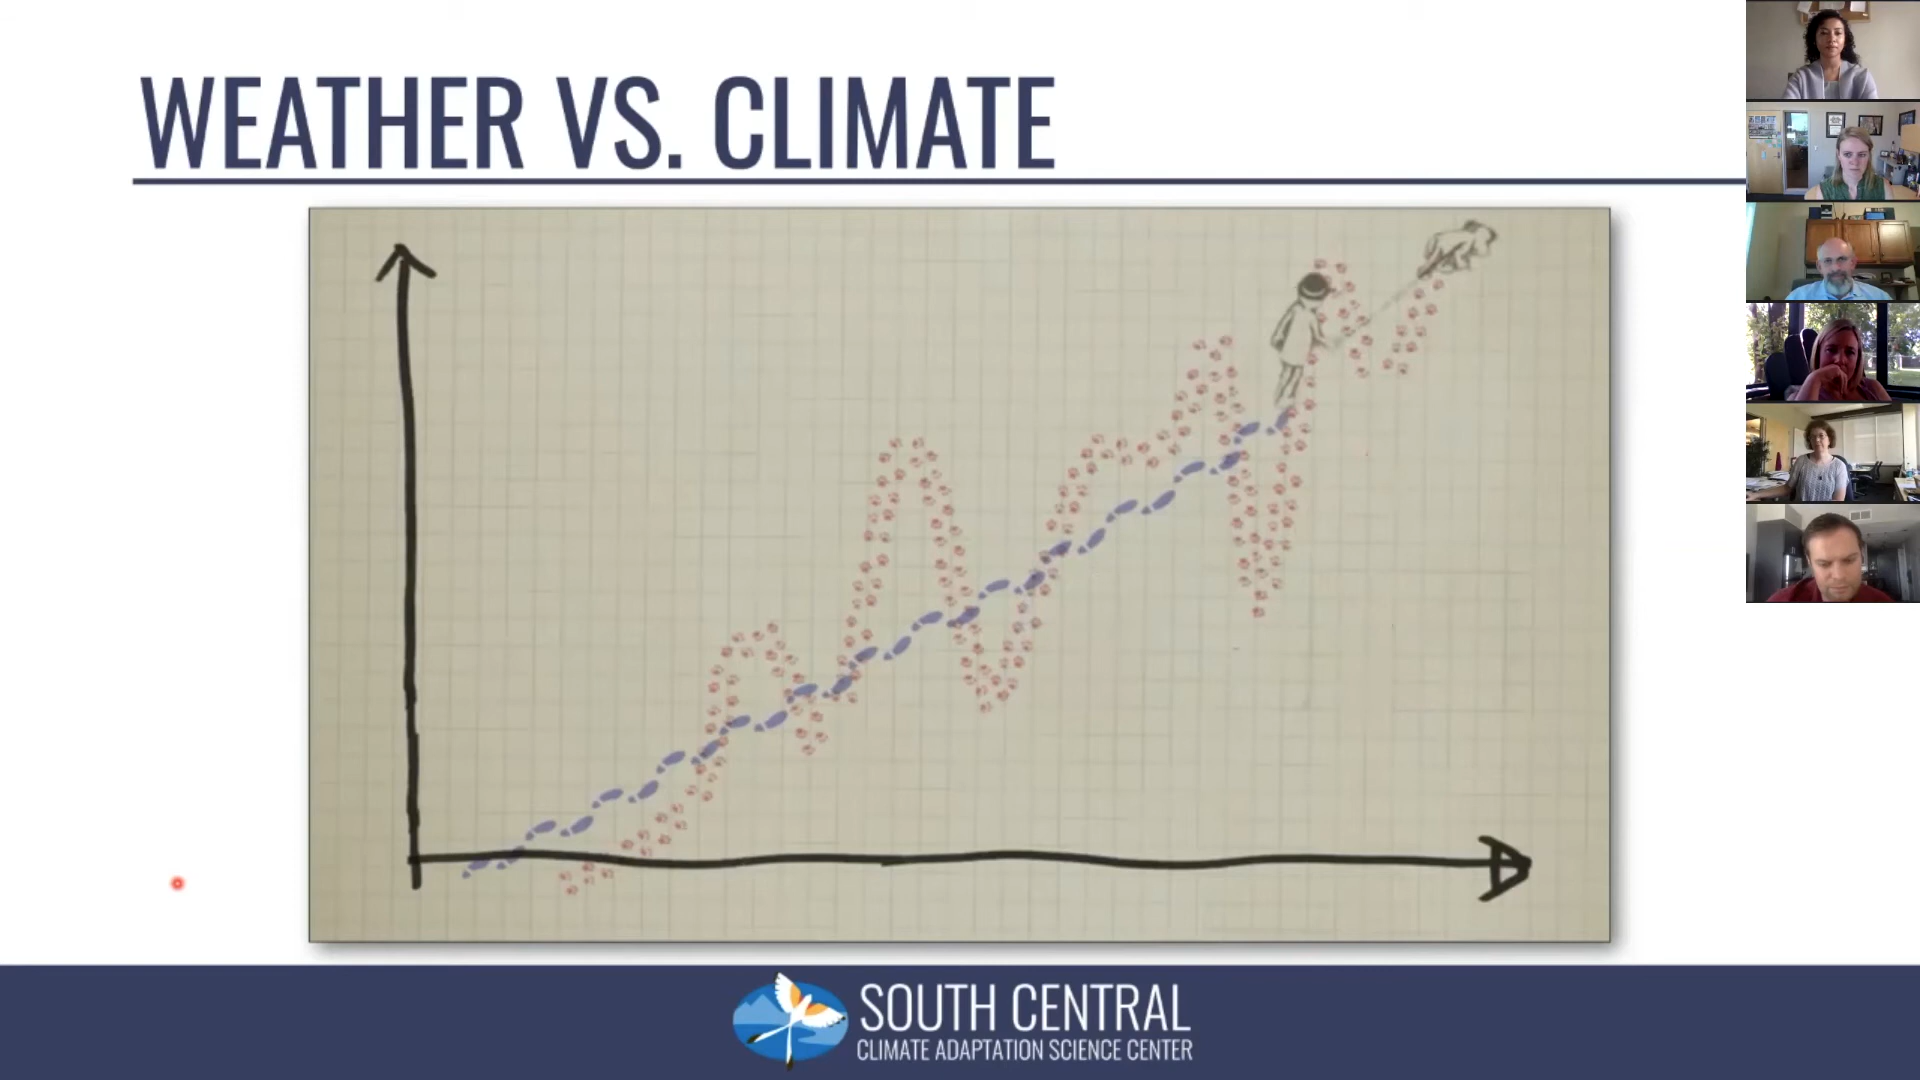 WEATHER VS. CLIMATE
SOUTH CENTRAL
CLIMATE ADAPTATION SCIENCE CENTER